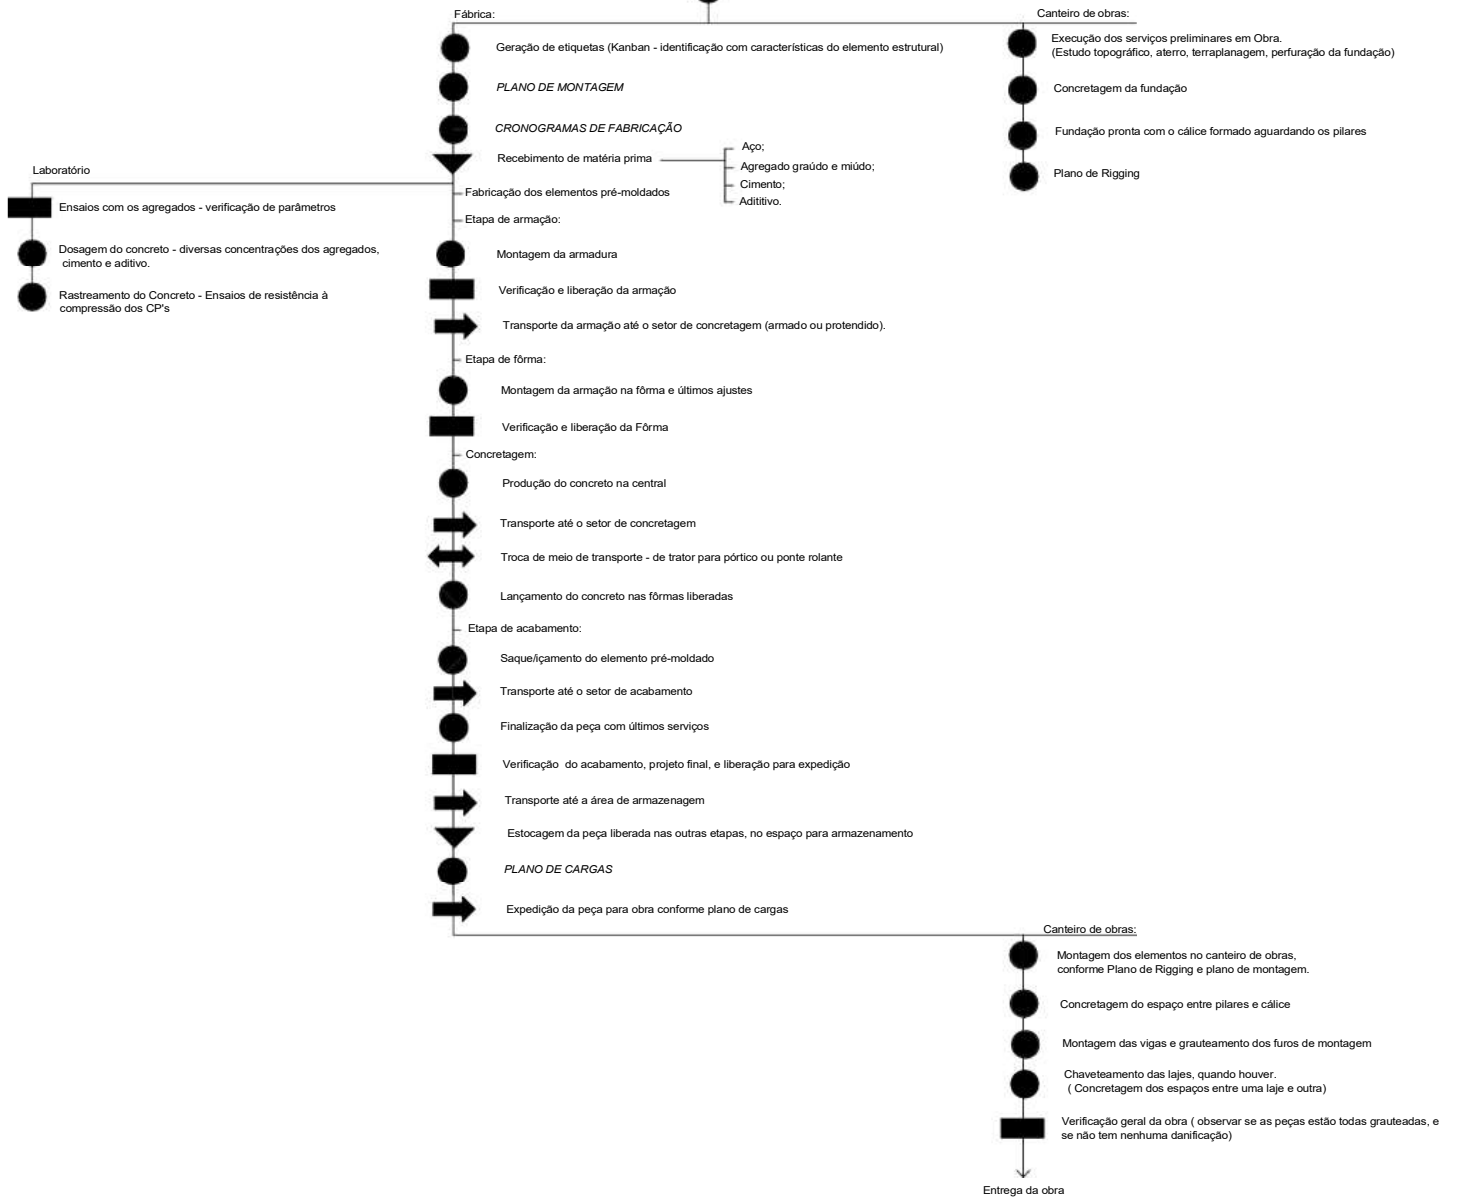 Fábrica:
Geração de etiquetas (Kanban - identificação com características do elemento estrutural)
PLANO DE MONTAGEM
CRONOGRAMAS DE FABRICAÇÃO
Recebimento de matéria prima
Aço;
Agregado graúdo e miúdo;
Cimento;
Adititivo.
Canteiro de obras:
Execução dos serviços preliminares em Obra.
(Estudo topográfico, aterro, terraplanagem, perfuração da fundação)
Concretagem da fundação
Fundação pronta com o cálice formado aguardando os pilares
Plano de Rigging
Laboratório
Ensaios com os agregados - verificação de parâmetros
Dosagem do concreto - diversas concentrações dos agregados,
cimento e aditivo.
Rastreamento do Concreto - Ensaios de resistência à
compressão dos CP's
Fabricação dos elementos pré-moldados
Etapa de armação:
Montagem da armadura
Verificação e liberação da armação
Transporte da armação até o setor de concretagem (armado ou protendido).
Etapa de fôrma:
Montagem da armação na fôrma e últimos ajustes
Verificação e liberação da Fôrma
Concretagem:
Produção do concreto na central
Transporte até o setor de concretagem
Troca de meio de transporte - de trator para pórtico ou ponte rolante
Lançamento do concreto nas fôrmas liberadas
Etapa de acabamento:
Saque/içamento do elemento pré-moldado
Transporte até o setor de acabamento
Finalização da peça com últimos serviços
Verificação do acabamento, projeto final, e liberação para expedição
Transporte até a área de armazenagem
Estocagem da peça liberada nas outras etapas, no espaço para armazenamento
PLANO DE CARGAS
Expedição da peça para obra conforme plano de cargas
Canteiro de obras:
Montagem dos elementos no canteiro de obras,
conforme Plano de Rigging e plano de montagem.
Concretagem do espaço entre pilares e cálice
Montagem das vigas e grauteamento dos furos de montagem
Chaveteamento das lajes, quando houver.
( Concretagem dos espaços entre uma laje e outra)
Verificação geral da obra ( observar se as peças estão todas grauteadas, e
se não tem nenhuma danificação)
Entrega da obra